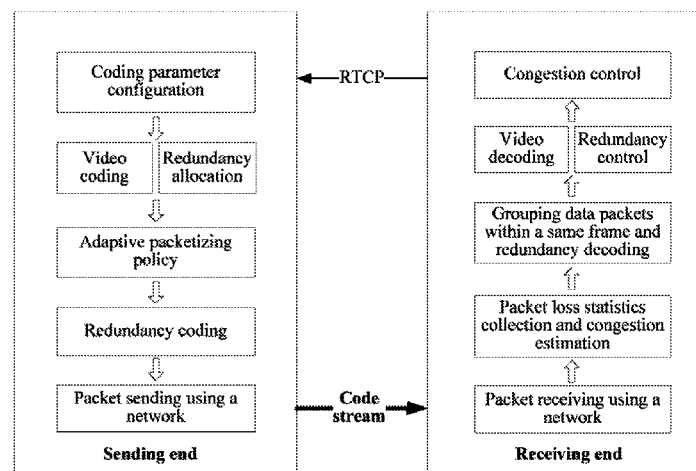 Coding parameter
configuration
Video
coding
Redundancy
allocation
Adaptive packetizing
policy
Redundancy coding
Packet sending using a
network
Sending end
RTCP
Code
stream
Congestion control
Video
decoding
Redundancy
control
Grouping data packets
within a same frame and
redundancy decoding
Packet loss statistics
collection and congestion
estimation
Packet receiving using a
network
Receiving end